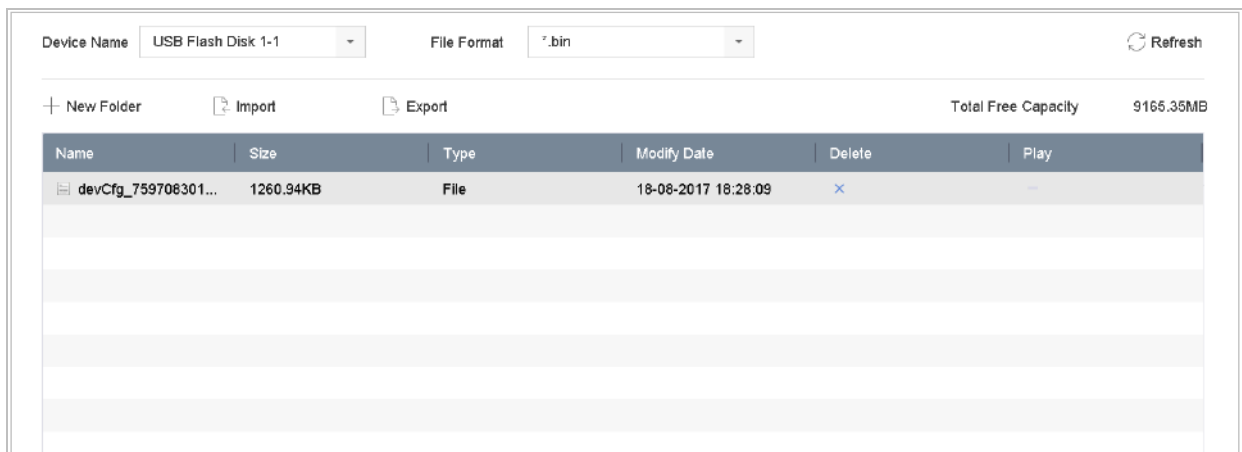 Device Name USB Flash Disk 1-1 File Format *.bin Refresh
New Folder Import Export Total Free Capacity 9165.35MB
Name Size Type Modify Date Delete Play
devCfg_759708301... 1260.94KB File 18-08-2017 18:28:09